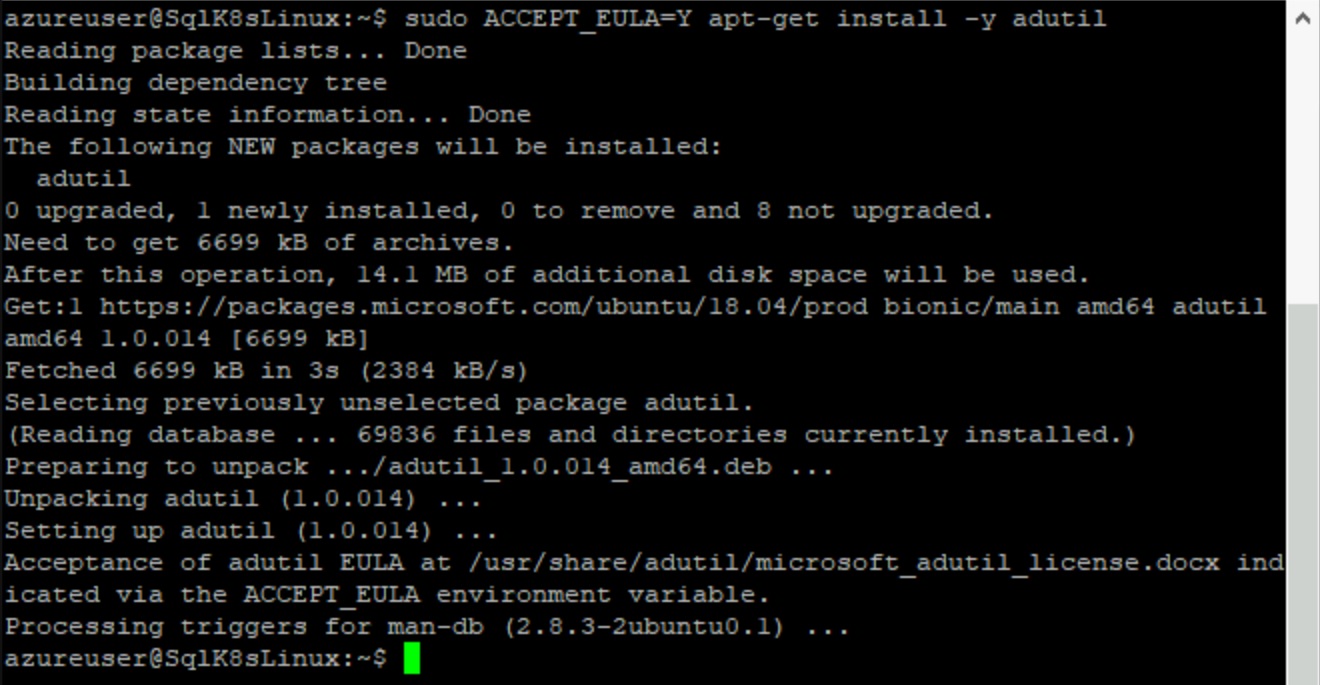 azureuser@SqlK8sLinux:~$ sudo ACCEPT_EULA=Y apt-get install -y adutil
Reading package lists... Done
Building dependency tree
Reading state information... Done
The following NEW packages will be installed:
  adutil
0 upgraded, 1 newly installed, 0 to remove and 8 not upgraded.
Need to get 6699 kB of archives.
After this operation, 14.1 MB of additional disk space will be used.
Get:1 https://packages.microsoft.com/ubuntu/18.04/prod bionic/main amd64 adutil
amd64 1.0.014 [6699 kB]
Fetched 6699 kB in 3s (2384 kB/s)
Selecting previously unselected package adutil.
(Reading database ... 69836 files and directories currently installed.)
Preparing to unpack .../adutil_1.0.014_amd64.deb ...
Unpacking adutil (1.0.014) ...
Setting up adutil (1.0.014) ...
Acceptance of adutil EULA at /usr/share/adutil/microsoft_adutil_license.docx ind
icated via the ACCEPT_EULA environment variable.
Processing triggers for man-db (2.8.3-2ubuntu0.1) ...
azureuser@SqlK8sLinux:~$